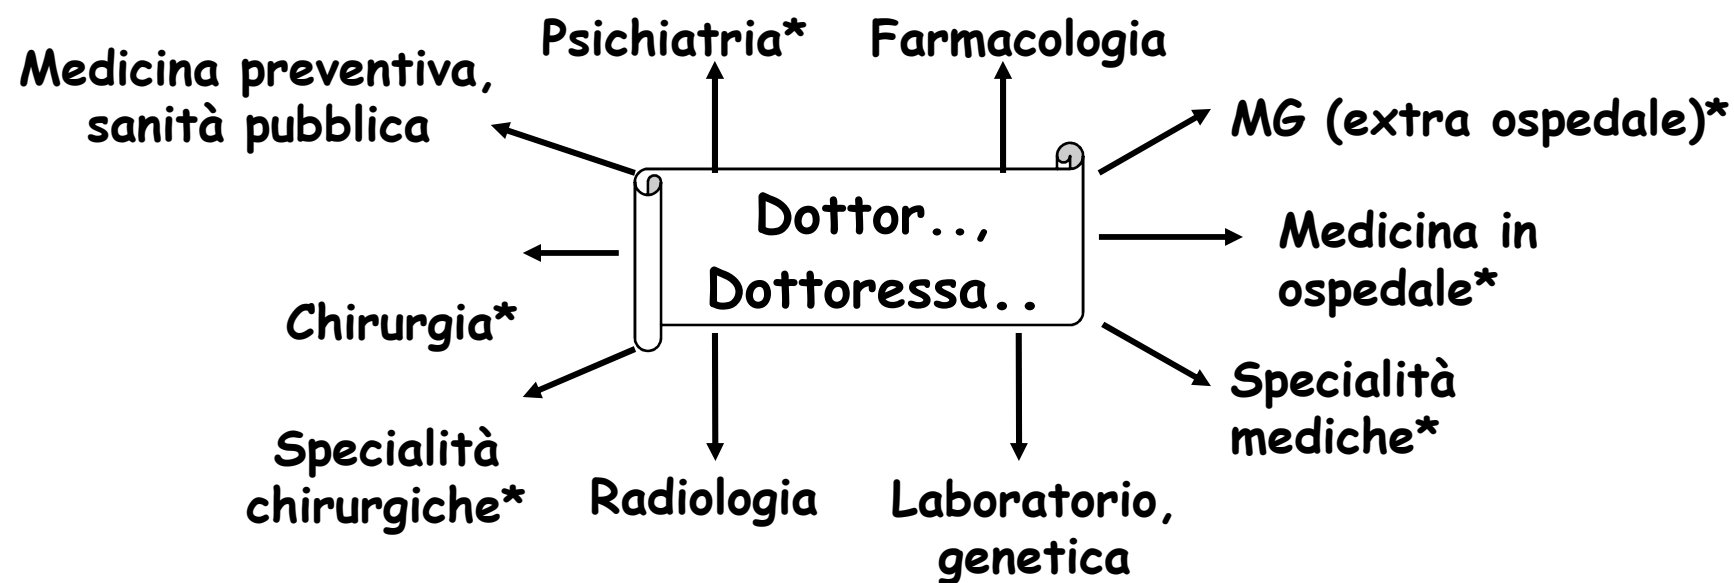 Psichiatria*
Farmacologia
Medicina preventiva,
sanità pubblica
MG (extra ospedale)*
Dottor..,
Dottoressa..
Medicina in
ospedale*
Chirurgia*
Specialità
mediche*
Specialità
chirurgiche*
Radiologia
Laboratorio,
genetica